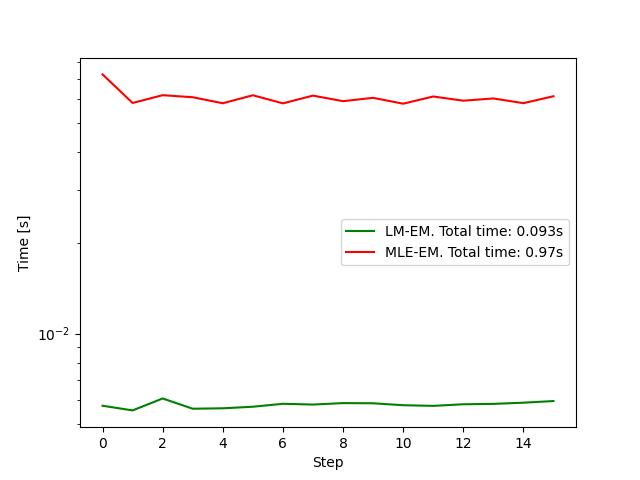 Time [s]
10⁻²
LM-EM. Total time: 0.093s
MLE-EM. Total time: 0.97s
0 2 4 6 8 10 12 14
Step